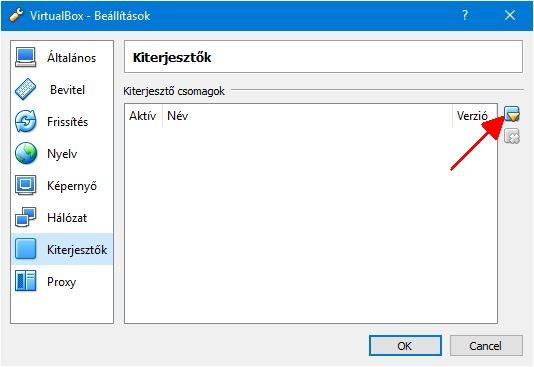 VirtualBox - Beállítások
?
Általános
Bevitel
Frissítés
Nyelv
Képernyő
Hálózat
Kiterjesztők
Proxy
Kiterjesztők
Kiterjesztő csomagok
Aktív Név Verzió
OK Cancel